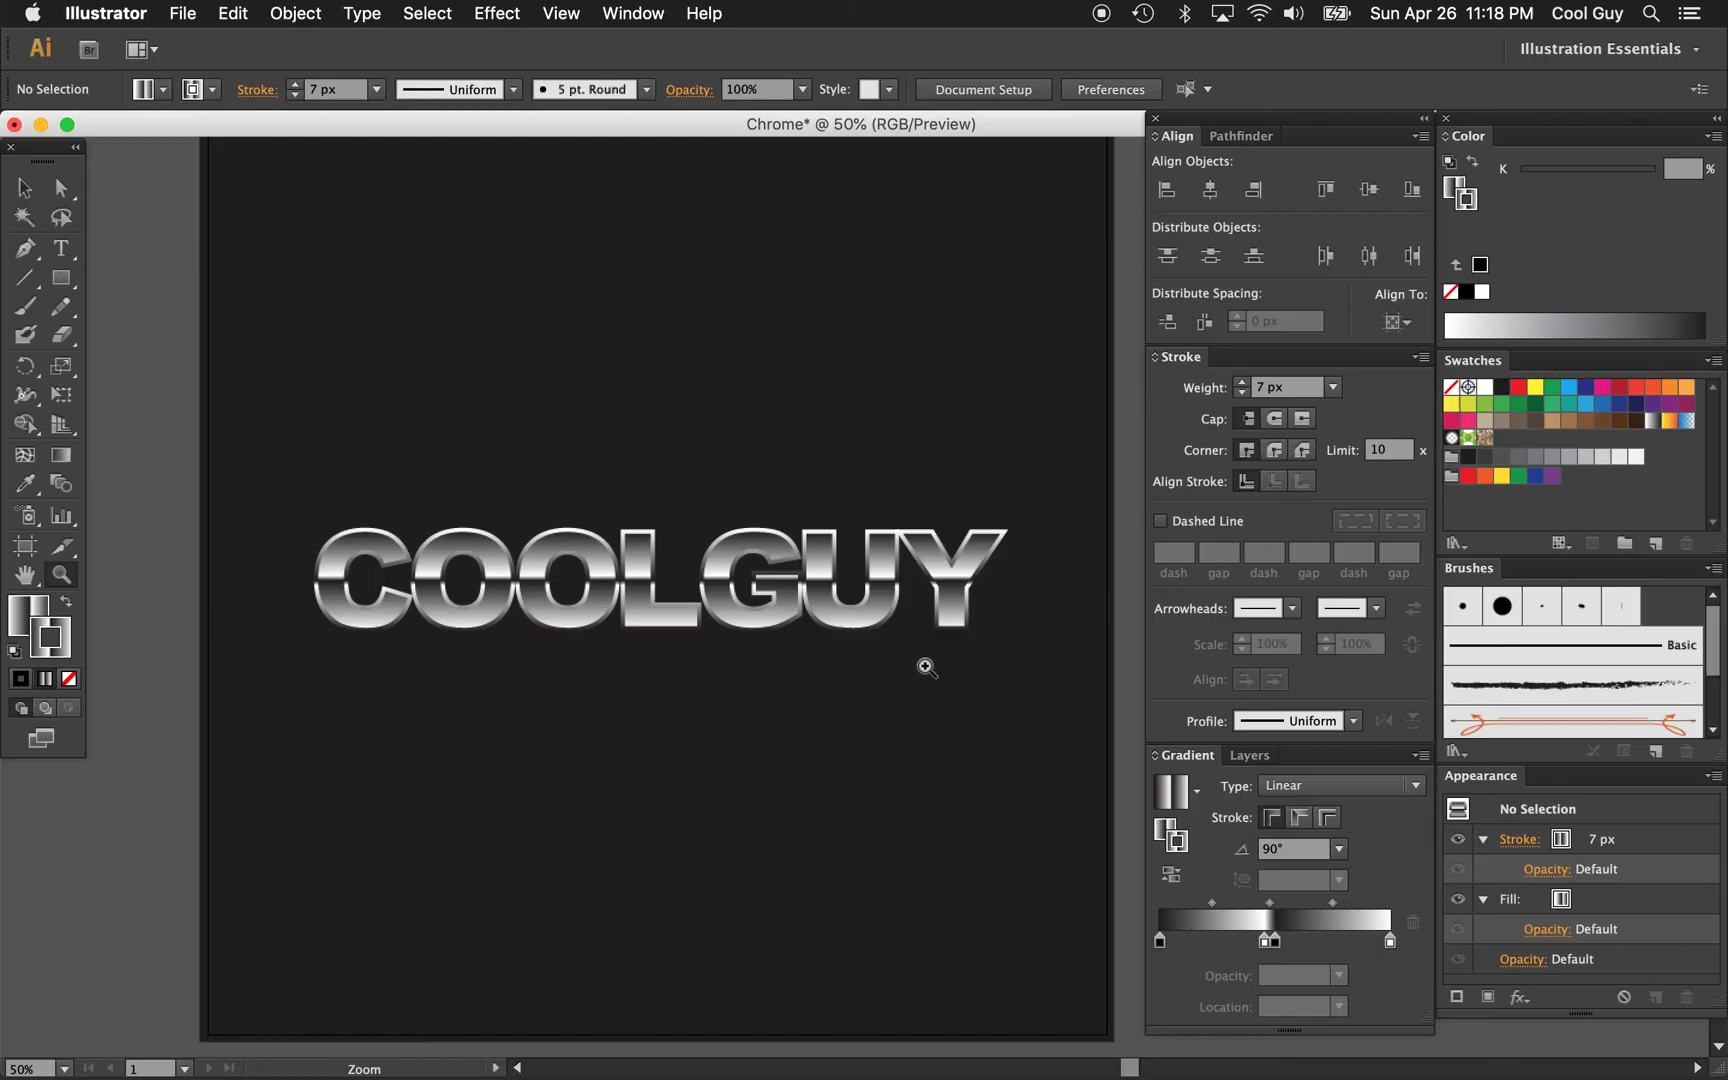 Illustrator File Edit Object Type Select Effect View Window Help Sun Apr 26 11:18 PM Cool Guy
Ai Br Illustration Essentials
No Selection Stroke: 7 px Uniform 5 pt. Round Opacity: 100% Style: Document Setup Preferences
Chrome* @ 50% (RGB/Preview)
COOLGUY
Align Pathfinder
Align Objects:
Distribute Objects:
Distribute Spacing: Align To:
0 px
Stroke
Weight: 7 px
Cap:
Corner: Limit: 10 x
Align Stroke:
Dashed Line
dash gap dash gap dash gap
Arrowheads:
Scale: 100% 100%
Align:
Profile: Uniform
Gradient Layers
Type: Linear
Stroke:
90°
Opacity:
Location:
Color
K %
Swatches
Brushes
Basic
Appearance
No Selection
Stroke: 7 px
Opacity: Default
Fill:
Opacity: Default
Opacity: Default
fx
50% 1 Zoom